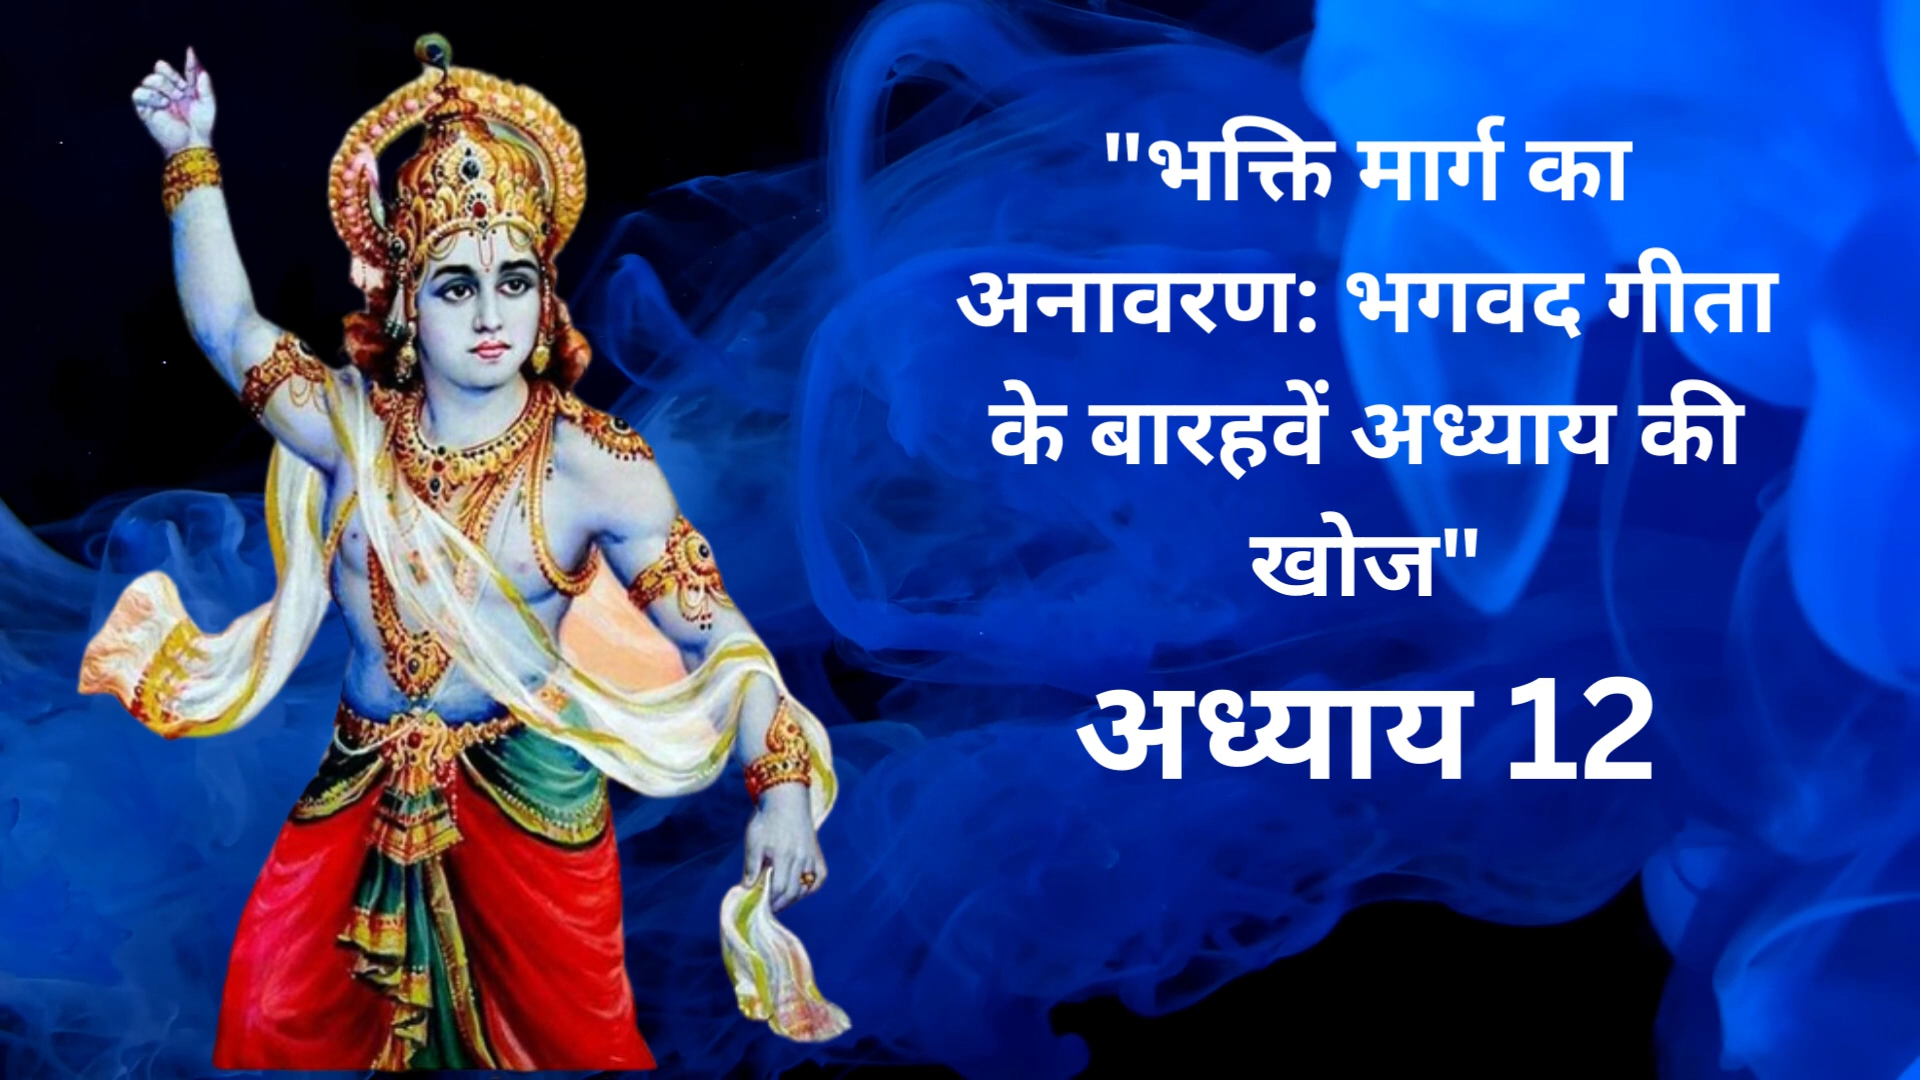 "भक्ति मार्ग का
अनावरण: भगवद गीता
के बारहवें अध्याय की
खोज"
अध्याय 12